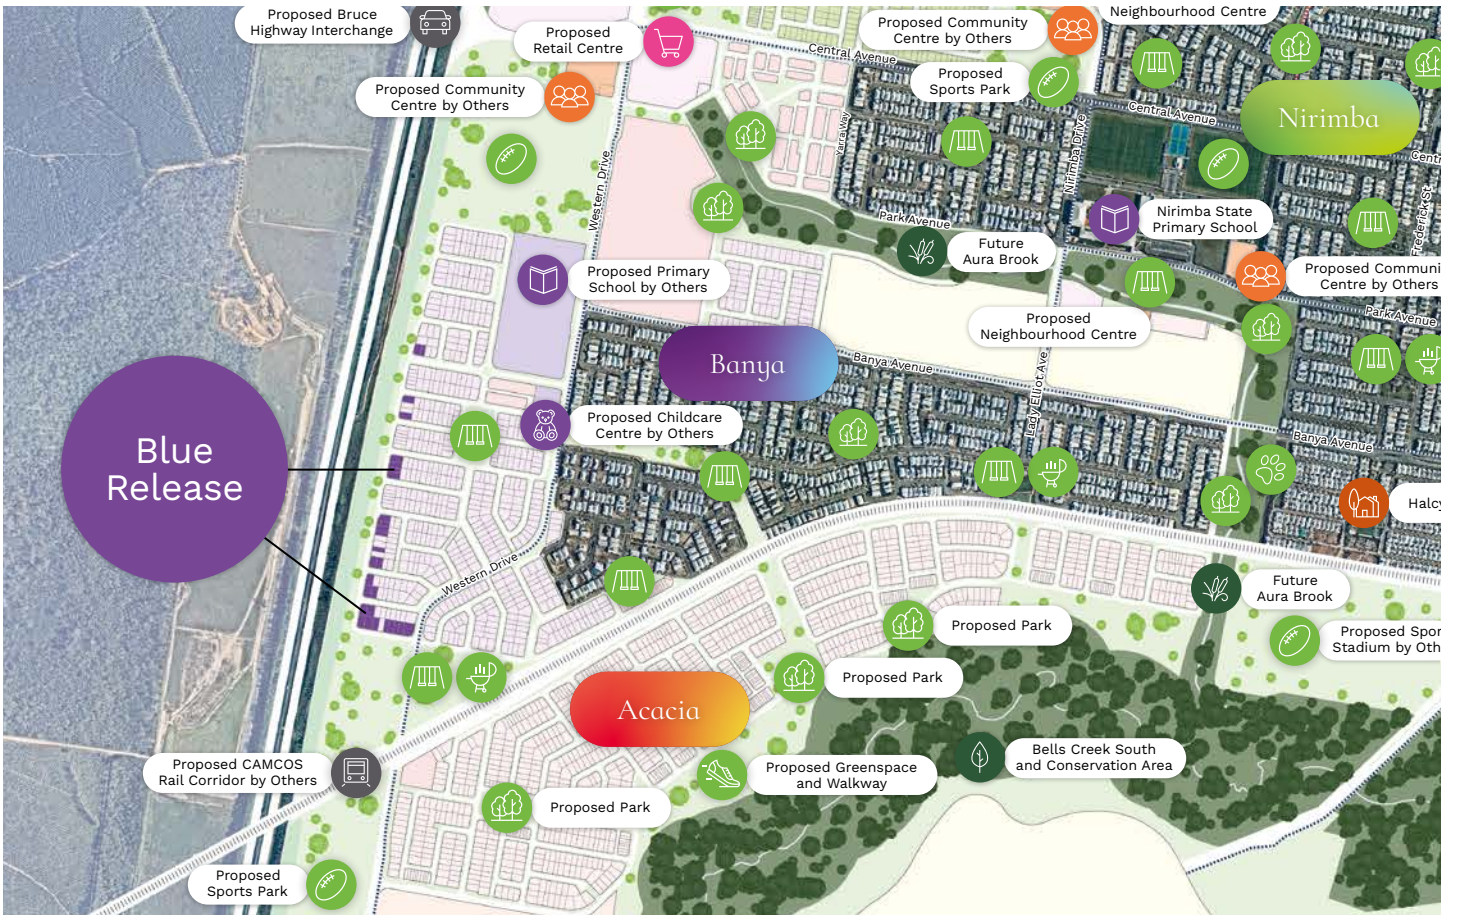 Proposed Bruce
Highway Interchange
Proposed
Retail Centre
Proposed Community
Centre by Others
Neighbourhood Centre
Central Avenue
Proposed Community
Centre by Others
Proposed
Sports Park
Central Avenue
Nirimba
Yarra Way
Nirimba Drive
Western Drive
Centr
Park Avenue
Nirimba State
Primary School
Frederick St
Future
Aura Brook
Proposed Primary
School by Others
Proposed Communi
Centre by Others
Proposed
Neighbourhood Centre
Park Avenue
Banya
Banya Avenue
Lady Elliot Ave
Proposed Childcare
Centre by Others
Banya Avenue
Blue
Release
Halcy
Western Drive
Future
Aura Brook
Proposed Park
Proposed Spor
Stadium by Oth
Proposed Park
Acacia
Proposed CAMCOS
Rail Corridor by Others
Bells Creek South
and Conservation Area
Proposed Greenspace
and Walkway
Proposed Park
Proposed
Sports Park